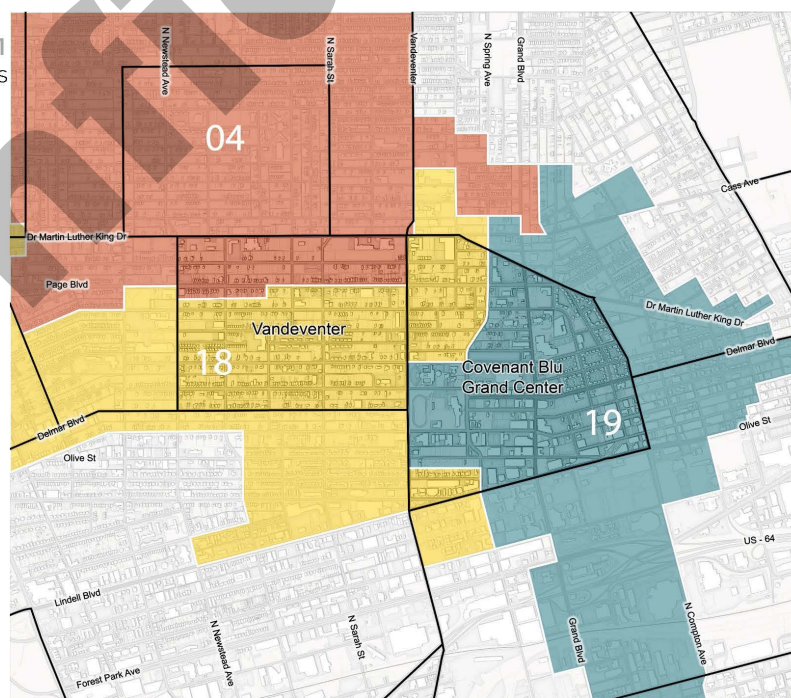 N Newstead Ave
N Sarah St
Vandeventer
N Spring Ave
Grand Blvd
04
Cass Ave
Dr Martin Luther King Dr
Page Blvd
Vandeventer
18
Dr Martin Luther King Dr
Delmar Blvd
Covenant Blu
Grand Center
19
Delmar Blvd
Olive St
Olive St
US - 64
Lindell Blvd
N Newstead Ave
N Sarah St
Grand Blvd
N Compton Ave
Forest Park Ave